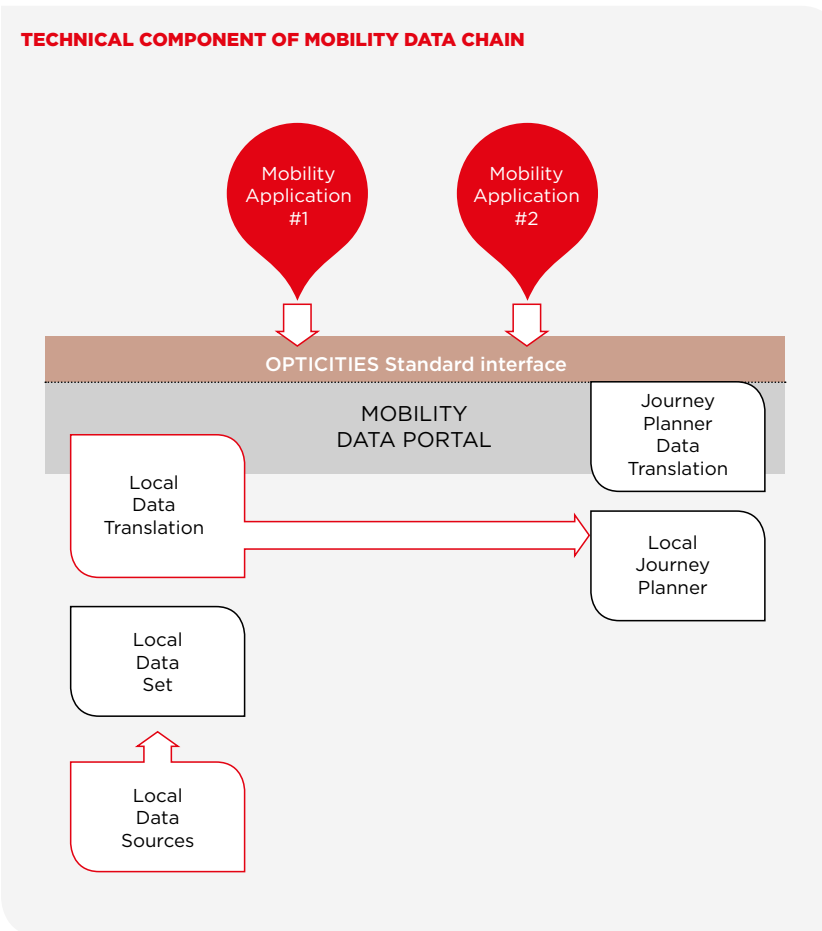 TECHNICAL COMPONENT OF MOBILITY DATA CHAIN
Mobility
Application
#1
Mobility
Application
#2
OPTICITIES Standard interface
MOBILITY
DATA PORTAL
Journey
Planner
Data
Translation
Local
Data
Translation
Local
Journey
Planner
Local
Data
Set
Local
Data
Sources